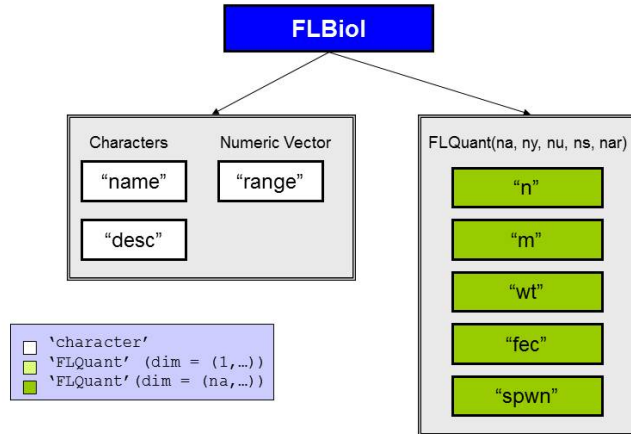 FLBiol
Characters
Numeric Vector
“name”
“range”
“desc”
FLQuant(na, ny, nu, ns, nar)
“n”
“m”
“wt”
“fec”
“spwn”
‘character’
‘FLQuant’ (dim = (1,…))
‘FLQuant’(dim = (na,…))